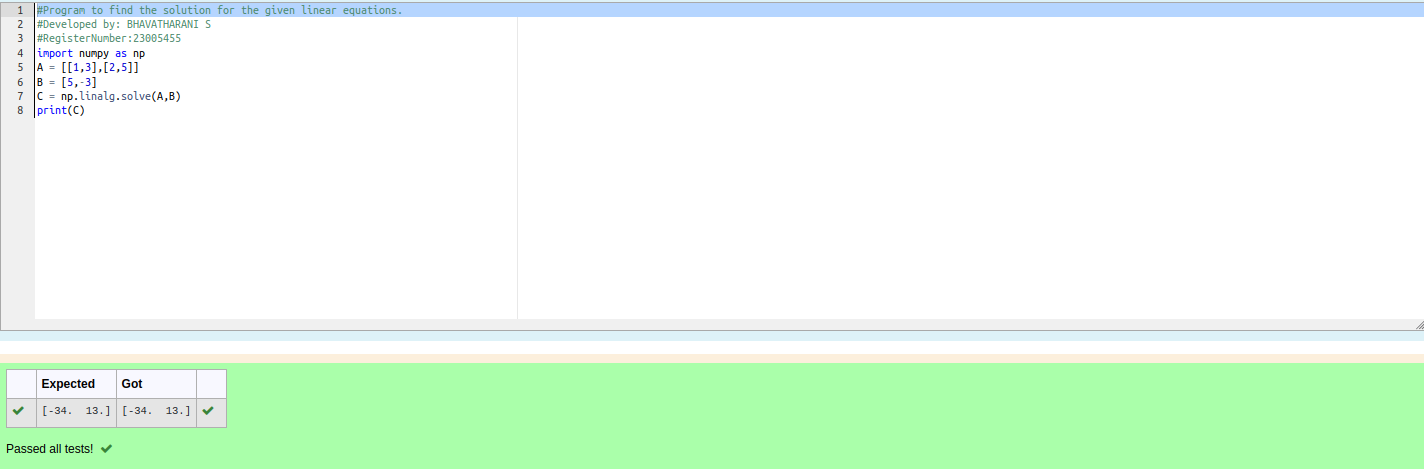 1 #Program to find the solution for the given linear equations.
2 #Developed by: BHAVATHARANI S
3 #RegisterNumber:23005455
4 import numpy as np
5 A = [[1,3],[2,5]]
6 B = [5,-3]
7 C = np.linalg.solve(A,B)
8 print(C)
Expected Got
[-34.  13.] [-34.  13.]
Passed all tests!